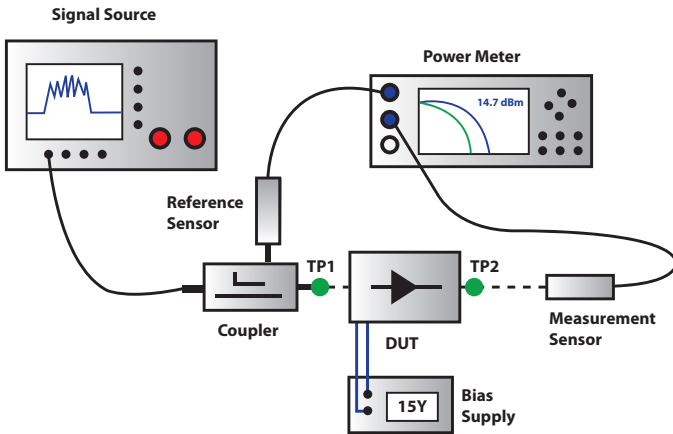 Signal Source
Power Meter
14.7 dBm
Reference
Sensor
TP1
TP2
Coupler
DUT
Measurement
Sensor
15Y
Bias
Supply